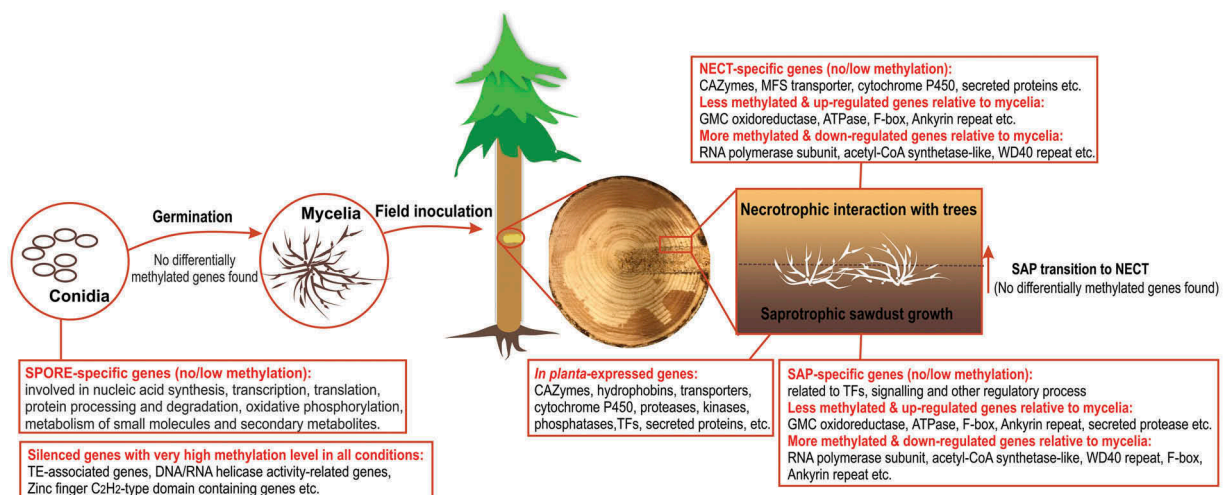 NECT-specific genes (no/low methylation):
CAZymes, MFS transporter, cytochrome P450, secreted proteins etc.
Less methylated & up-regulated genes relative to mycelia:
GMC oxidoreductase, ATPase, F-box, Ankyrin repeat etc.
More methylated & down-regulated genes relative to mycelia:
RNA polymerase subunit, acetyl-CoA synthetase-like, WD40 repeat etc.
Germination
No differentially
methylated genes found
Conidia
Mycelia
Field inoculation
Necrotrophic interaction with trees
Saprotrophic sawdust growth
SAP transition to NECT
(No differentially methylated genes found)
SPORE-specific genes (no/low methylation):
involved in nucleic acid synthesis, transcription, translation,
protein processing and degradation, oxidative phosphorylation,
metabolism of small molecules and secondary metabolites.
Silenced genes with very high methylation level in all conditions:
TE-associated genes, DNA/RNA helicase activity-related genes,
Zinc finger C2H2-type domain containing genes etc.
In planta-expressed genes:
CAZymes, hydrophobins, transporters,
cytochrome P450, proteases, kinases,
phosphatases,TFs, secreted proteins, etc.
SAP-specific genes (no/low methylation):
related to TFs, signalling and other regulatory process
Less methylated & up-regulated genes relative to mycelia:
GMC oxidoreductase, ATPase, F-box, Ankyrin repeat, secreted protease etc.
More methylated & down-regulated genes relative to mycelia:
RNA polymerase subunit, acetyl-CoA synthetase-like, WD40 repeat, F-box,
Ankyrin repeat etc.